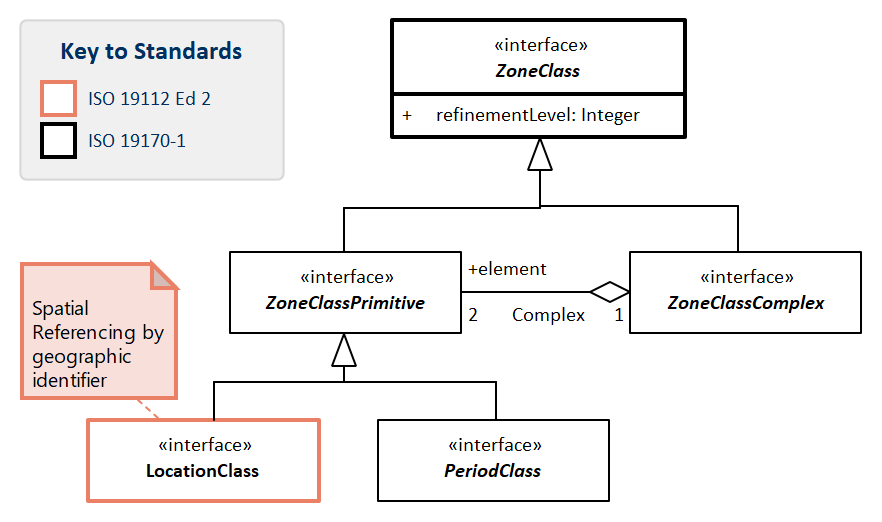 Key to Standards
ISO 19112 Ed 2
ISO 19170-1
«interface»
ZoneClass
+ refinementLevel: Integer
«interface»
ZoneClassPrimitive
+element
2 Complex 1
«interface»
ZoneClassComplex
Spatial
Referencing by
geographic
identifier
«interface»
LocationClass
«interface»
PeriodClass